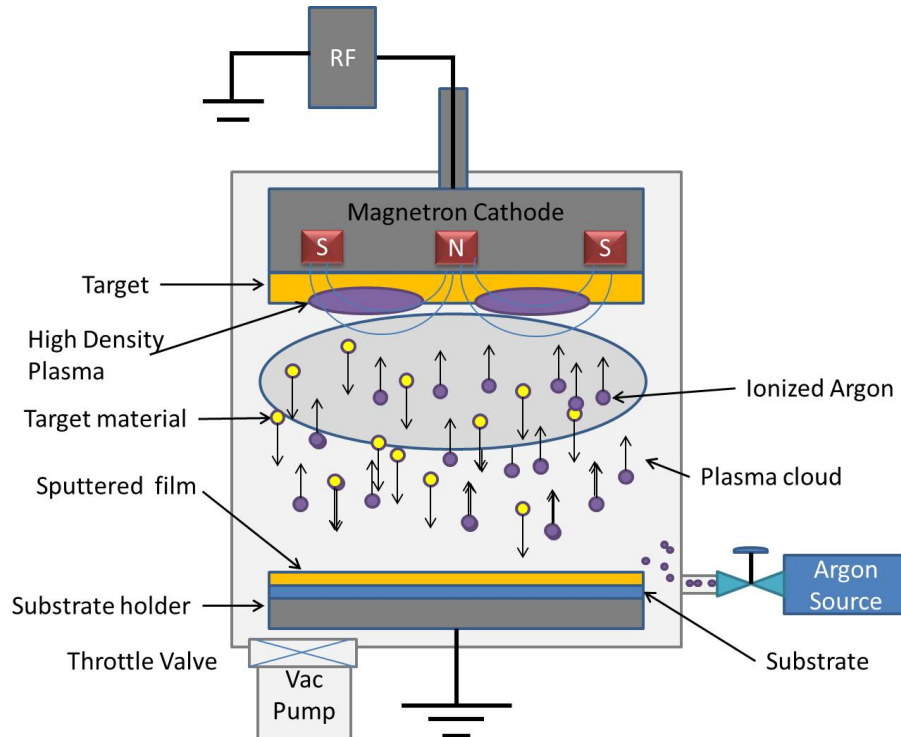 RF
Magnetron Cathode
S
N
S
Target
High Density
Plasma
Target material
Sputtered film
Substrate holder
Throttle Valve
Vac
Pump
Ionized Argon
Plasma cloud
Argon
Source
Substrate